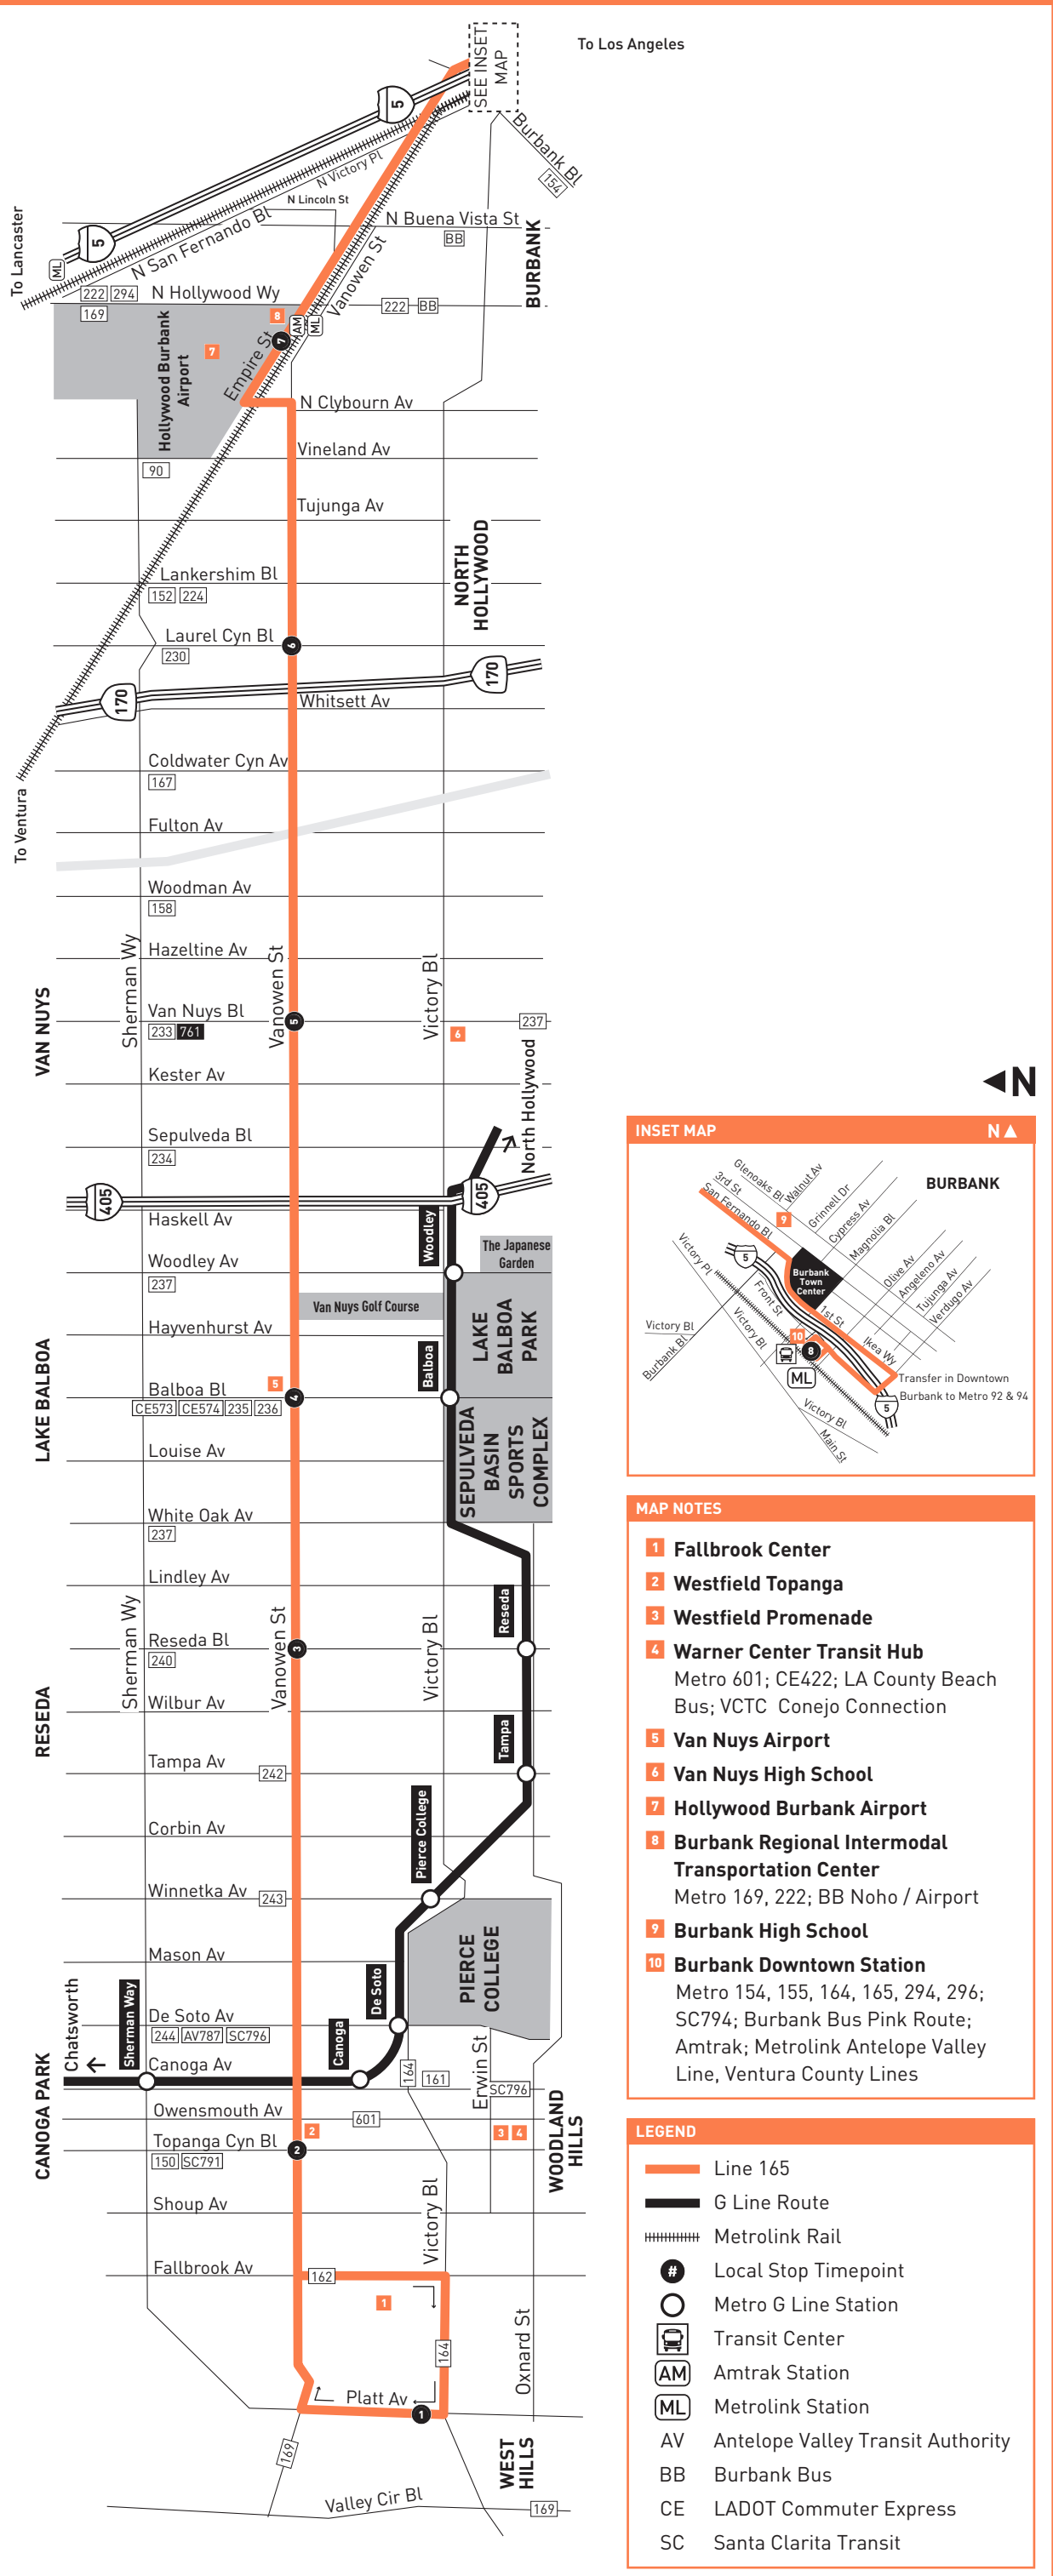 To Los Angeles
SEE INSET
MAP
5
Burbank Bl
154
N Victory Pl
N Lincoln St
N San Fernando Bl
N Buena Vista St
BB
BURBANK
To Lancaster
5
ML
Vanowen St
222 294 N Hollywood Wy
169
222 BB
8
AM
ML
7
7
Hollywood Burbank
Airport
Empire St
N Clybourn Av
Vineland Av
90
Tujunga Av
NORTH
HOLLYWOOD
Lankershim Bl
152 224
Laurel Cyn Bl
230
6
170
170
Whitsett Av
Coldwater Cyn Av
167
To Ventura
Fulton Av
Woodman Av
158
Hazeltine Av
Sherman Wy
Vanowen St
Victory Bl
VAN NUYS
Van Nuys Bl
233 761
5
237
6
Kester Av
North Hollywood
Sepulveda Bl
234
405
405
Haskell Av
Woodley
The Japanese
Garden
Woodley Av
237
Van Nuys Golf Course
LAKE
BALBOA
PARK
Hayvenhurst Av
LAKE BALBOA
Balboa
Balboa Bl
5
4
CE573 CE574 235 236
Louise Av
SEPULVEDA
BASIN
SPORTS
COMPLEX
White Oak Av
237
Lindley Av
Sherman Wy
Vanowen St
Victory Bl
Reseda
Reseda Bl
240
3
RESEDA
Wilbur Av
Tampa
Tampa Av
242
Corbin Av
Pierce College
Winnetka Av
243
Mason Av
PIERCE
COLLEGE
De Soto
De Soto Av
244 AV787 SC796
Chatsworth
Sherman Way
Canoga
Canoga Av
164
161
Erwin St
SC796
CANOGA PARK
Owensmouth Av
601
2
3 4
WOODLAND
HILLS
Topanga Cyn Bl
150 SC791
2
Shoup Av
Victory Bl
Fallbrook Av
162
1
164
Oxnard St
Platt Av
1
169
WEST
HILLS
Valley Cir Bl
169
N
INSET MAP
N
BURBANK
Glenoaks Bl
3rd St
San Fernando Bl
Walnut Av
Grinnell Dr
Cypress Av
Magnolia Bl
9
Victory Pl
5
Burbank
Town
Center
Olive Av
Angeleno Av
Tujunga Av
Verdugo Av
Front St
1st St
Victory Bl
Victory Bl
Burbank Bl
10
8
ML
Ikea Wy
Transfer in Downtown
Burbank to Metro 92 & 94
5
Victory Bl
Main St
MAP NOTES
1 Fallbrook Center
2 Westfield Topanga
3 Westfield Promenade
4 Warner Center Transit Hub
Metro 601; CE422; LA County Beach
Bus; VCTC Conejo Connection
5 Van Nuys Airport
6 Van Nuys High School
7 Hollywood Burbank Airport
8 Burbank Regional Intermodal
Transportation Center
Metro 169, 222; BB Noho / Airport
9 Burbank High School
10 Burbank Downtown Station
Metro 154, 155, 164, 165, 294, 296;
SC794; Burbank Bus Pink Route;
Amtrak; Metrolink Antelope Valley
Line, Ventura County Lines
LEGEND
Line 165
G Line Route
Metrolink Rail
# Local Stop Timepoint
Metro G Line Station
Transit Center
AM Amtrak Station
ML Metrolink Station
AV Antelope Valley Transit Authority
BB Burbank Bus
CE LADOT Commuter Express
SC Santa Clarita Transit